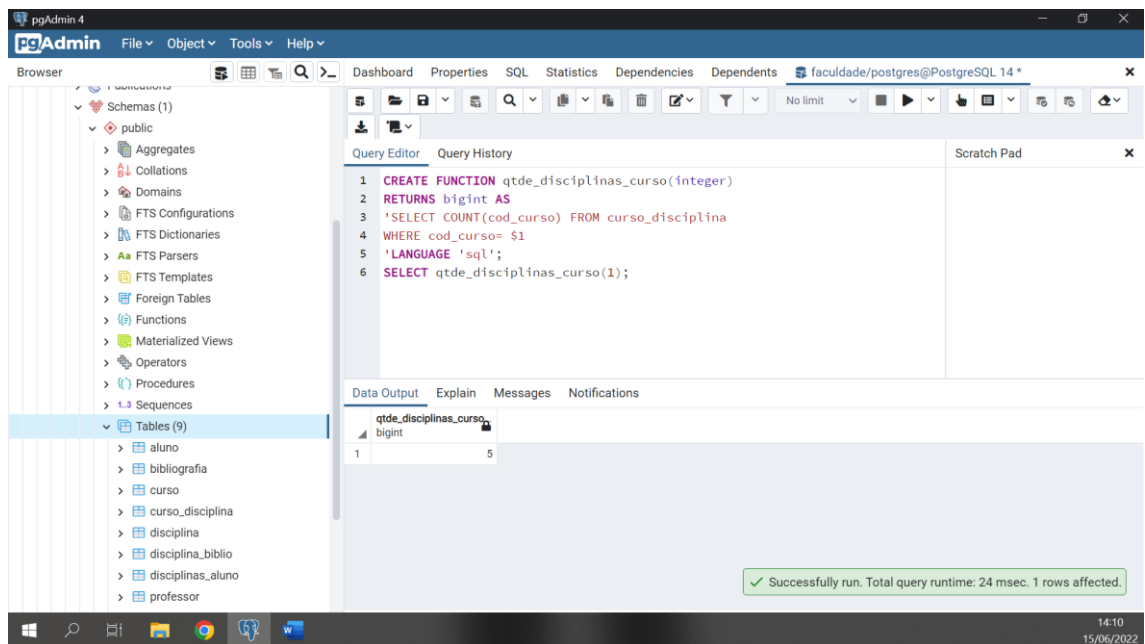 pgAdmin 4
pgAdmin File Object Tools Help
Browser
Dashboard Properties SQL Statistics Dependencies Dependents faculdade/postgres@PostgreSQL 14 *
Publications
Schemas (1)
public
Aggregates
Collations
Domains
FTS Configurations
FTS Dictionaries
Aa FTS Parsers
FTS Templates
Foreign Tables
Functions
Materialized Views
Operators
Procedures
1..3 Sequences
Tables (9)
aluno
bibliografia
curso
curso_disciplina
disciplina
disciplina_biblio
disciplinas_aluno
professor
No limit
Query Editor Query History
Scratch Pad
1 CREATE FUNCTION qtde_disciplinas_curso(integer)
2 RETURNS bigint AS
3 'SELECT COUNT(cod_curso) FROM curso_disciplina
4 WHERE cod_curso= $1
5 'LANGUAGE 'sql';
6 SELECT qtde_disciplinas_curso(1);
Data Output Explain Messages Notifications
qtde_disciplinas_curso
bigint
1 5
Successfully run. Total query runtime: 24 msec. 1 rows affected.
14:10
15/06/2022